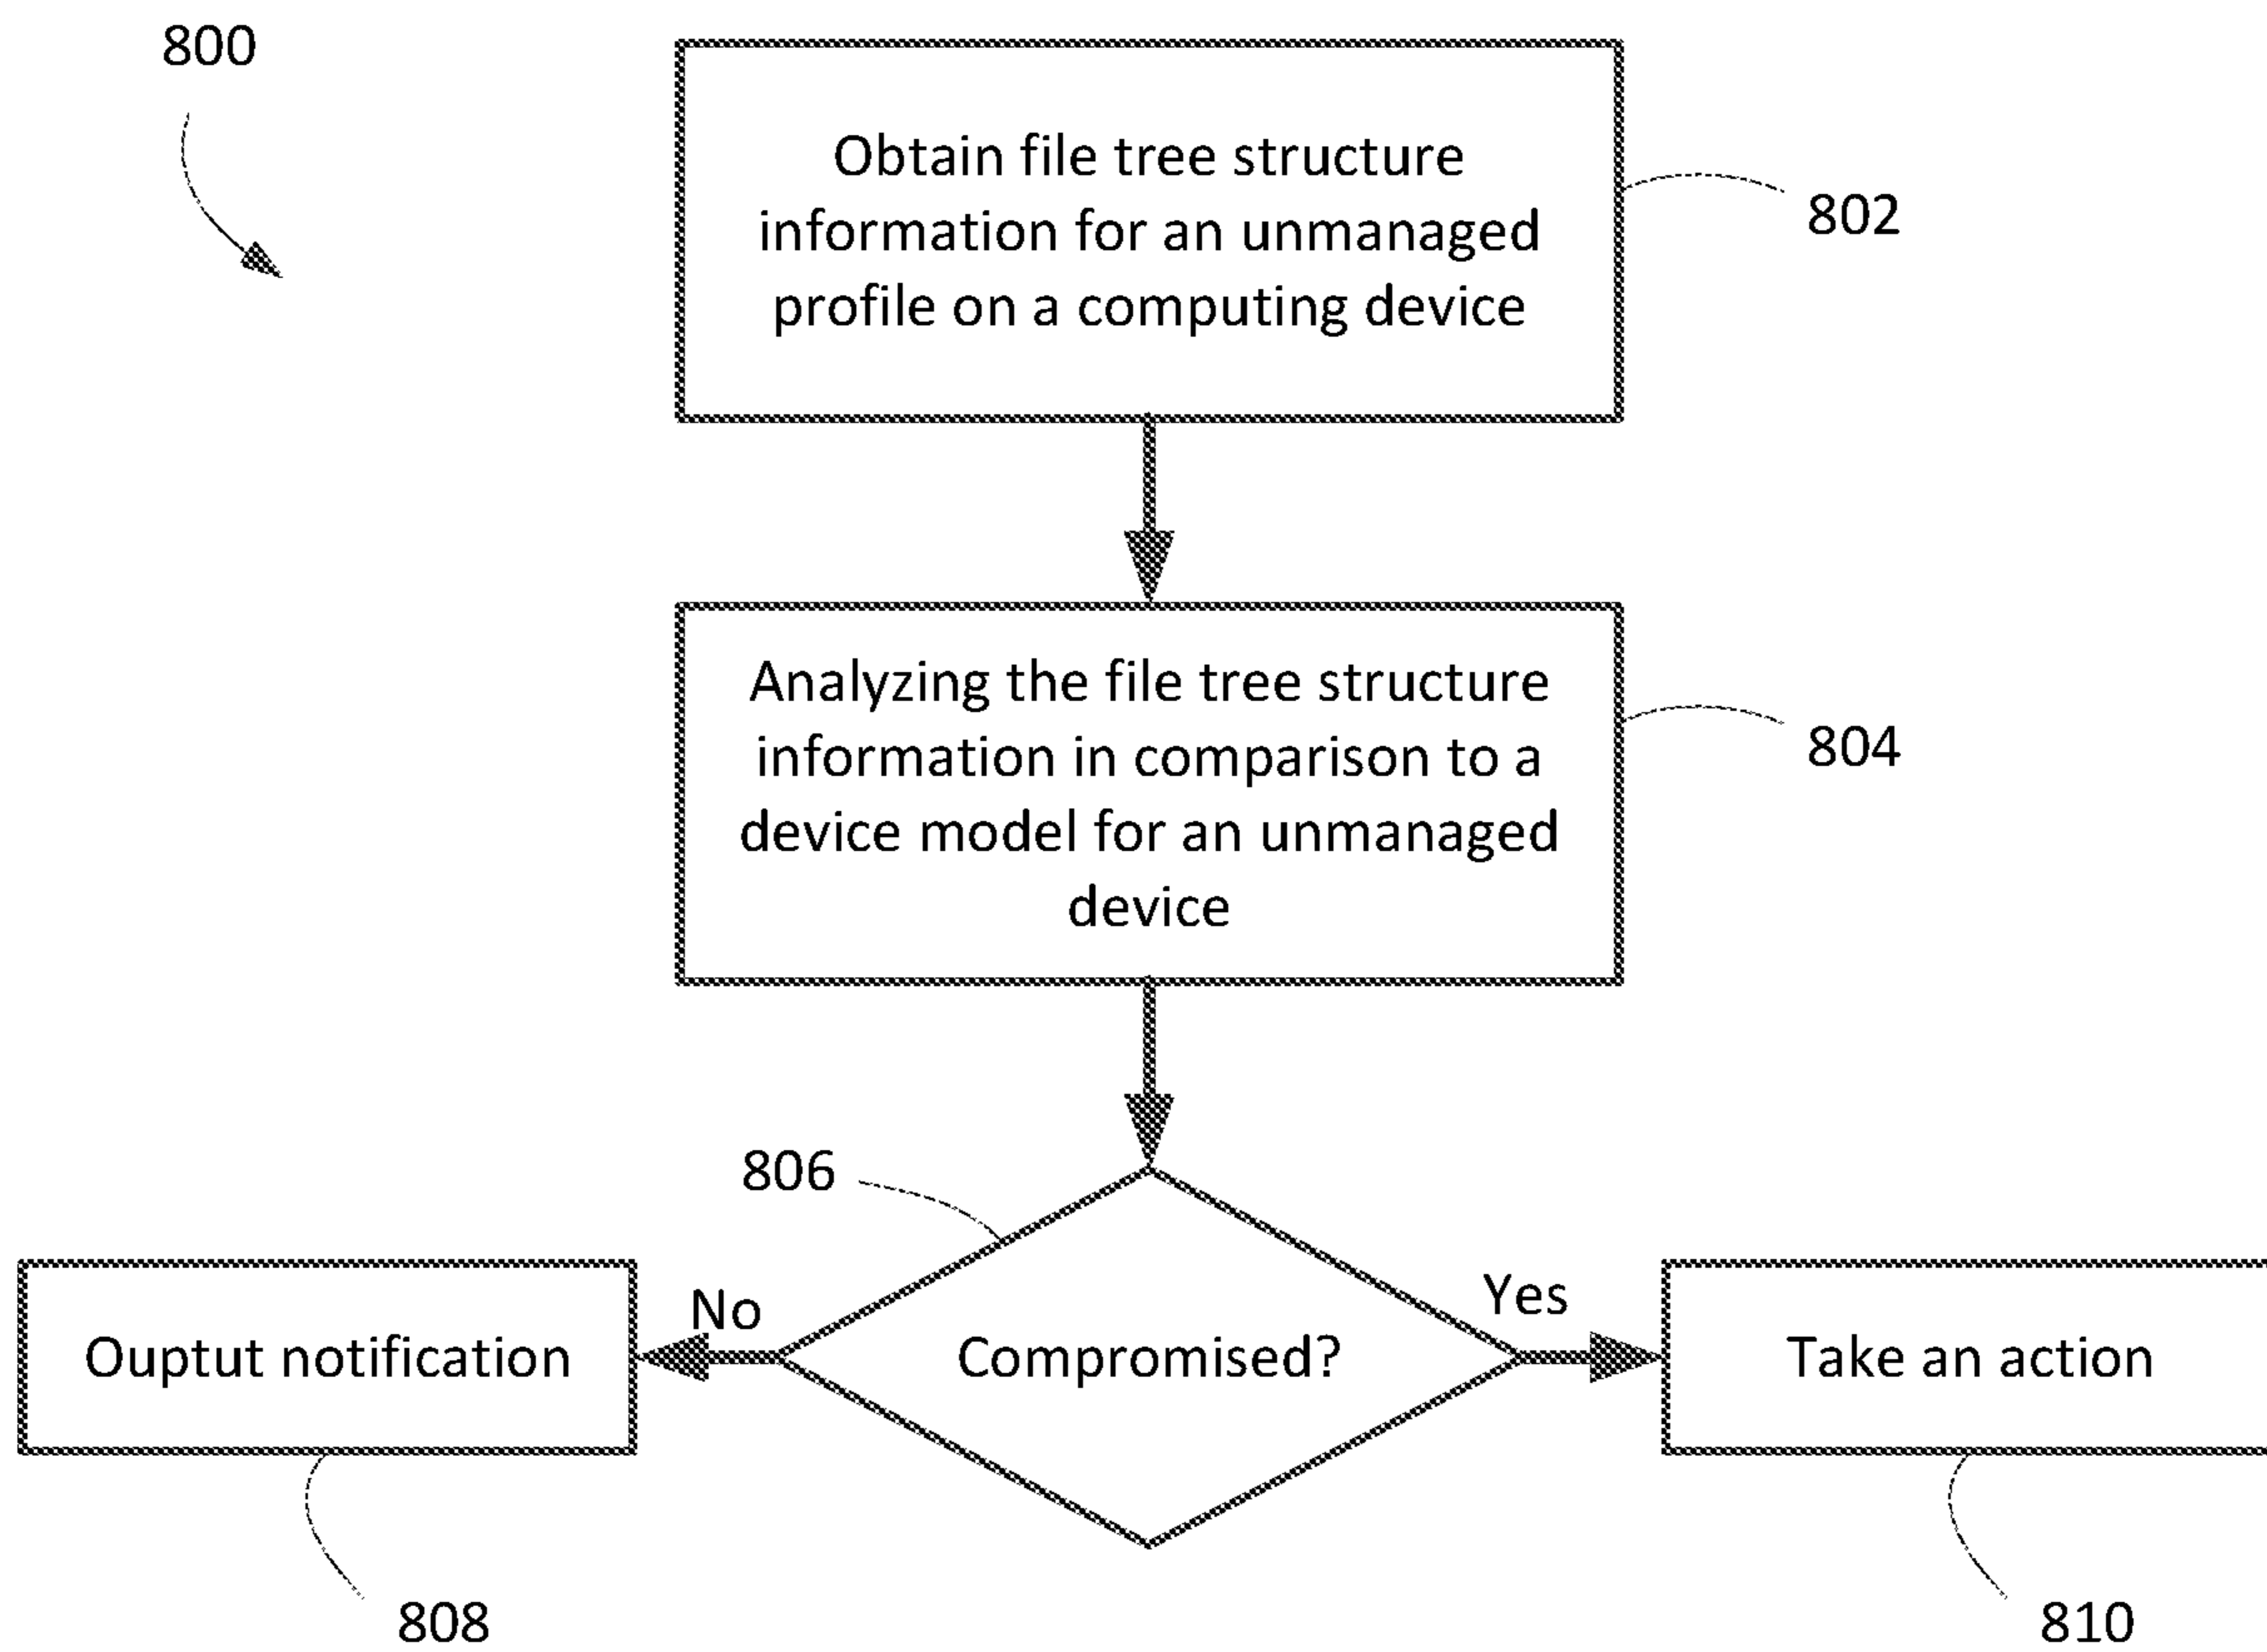 800
Obtain file tree structure
information for an unmanaged
profile on a computing device
802
Analyzing the file tree structure
information in comparison to a
device model for an unmanaged
device
804
806
No
Yes
Ouptut notification
Compromised?
Take an action
808
810